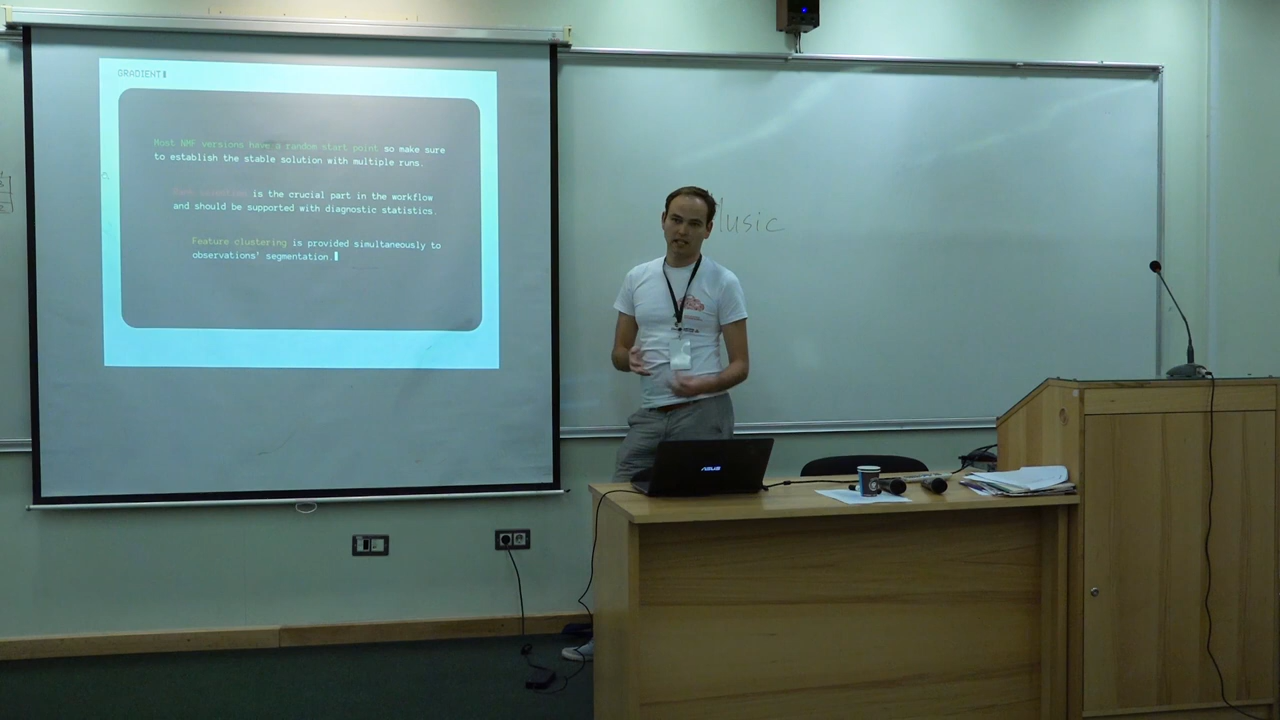 GRADIENT
Most NMF versions have a random start point so make sure
to establish the stable solution with multiple runs.
is the crucial part in the workflow
and should be supported with diagnostic statistics.
Feature clustering is provided simultaneously to
observations' segmentation.
Music
ASUS